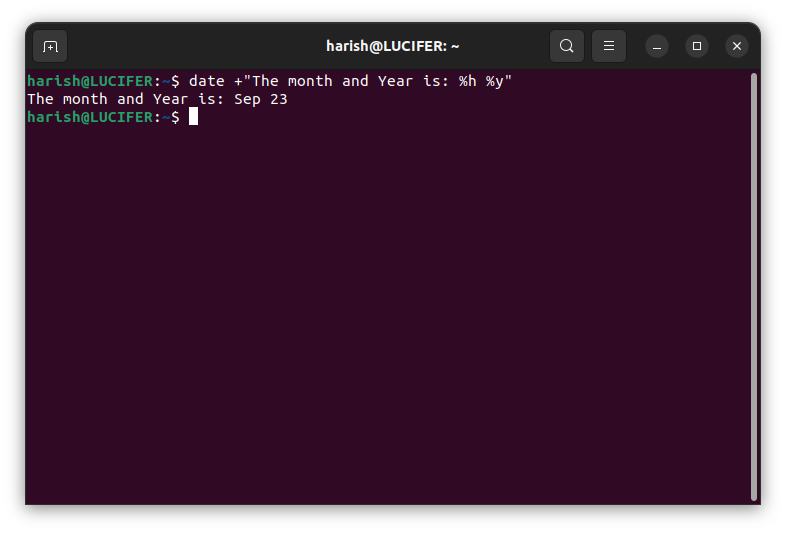 harish@LUCIFER: ~
harish@LUCIFER:~$ date +"The month and Year is: %h %y"
The month and Year is: Sep 23
harish@LUCIFER:~$